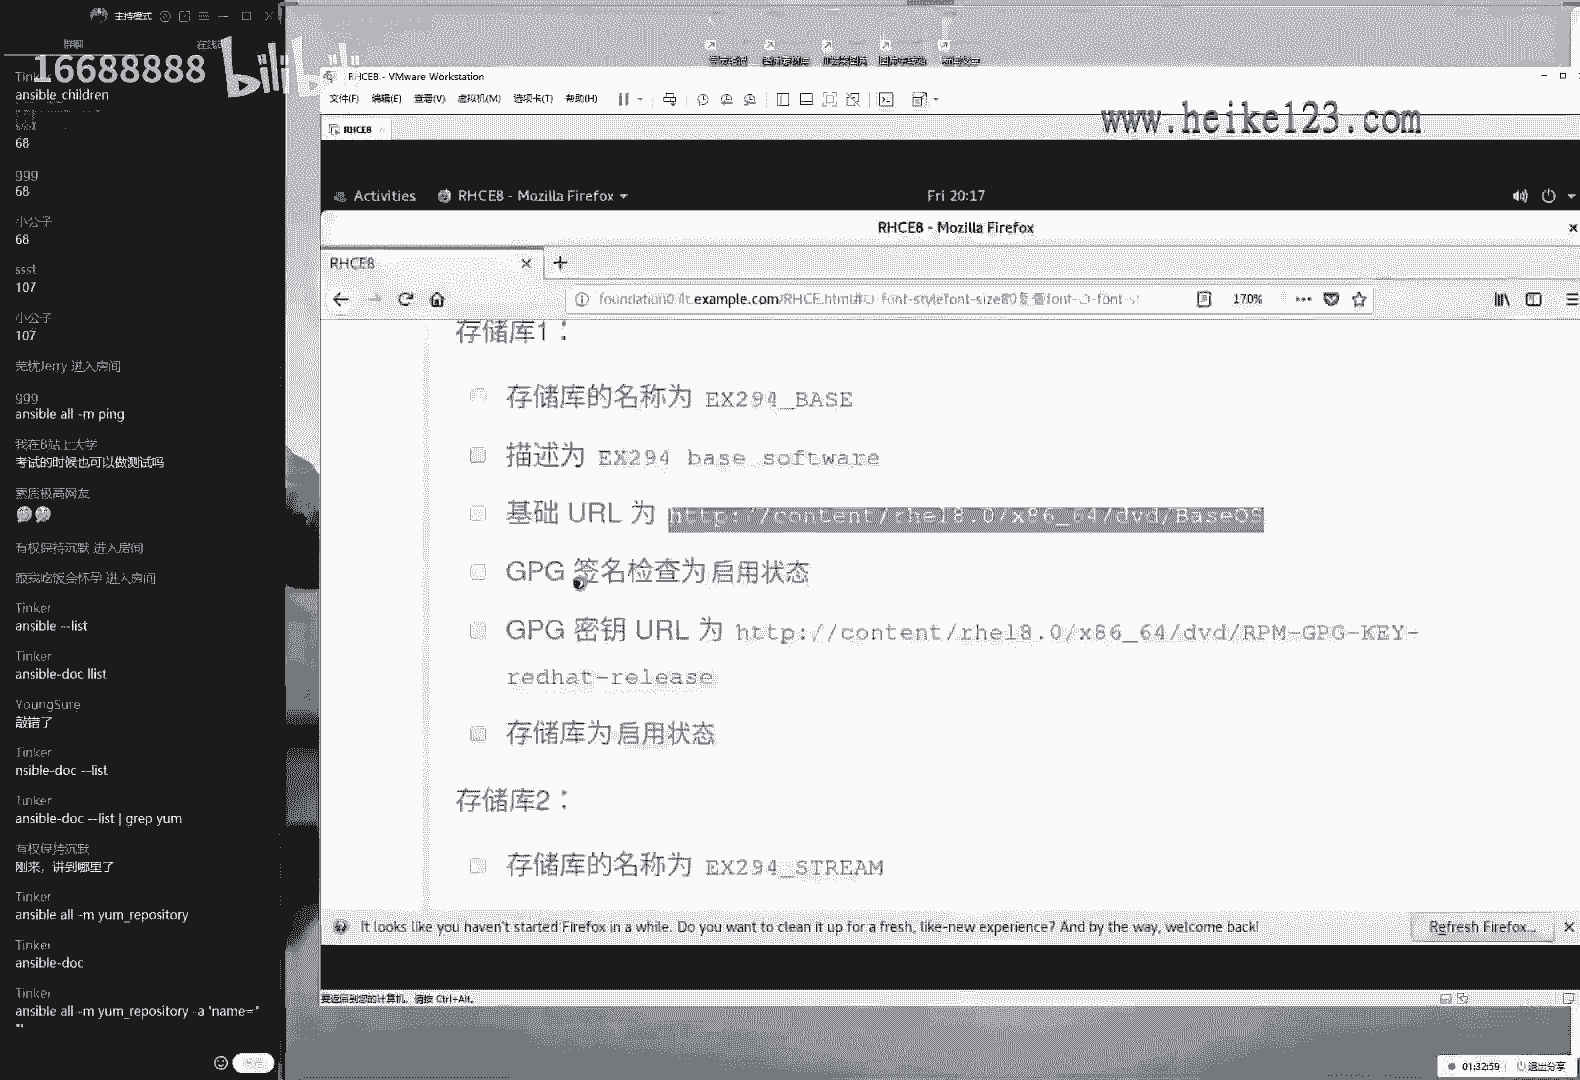 主持模式
群聊
16688888
bilibili
Tinker
ansible children
ssst
68
ggg
68
小公子
68
ssst
107
小公子
107
芜忧Jerry 进入房间
ggg
ansible all -m ping
我在B站上大学
考试的时候也可以做测试吗
素质极高网友
有权保持沉默 进入房间
跟我吃饭会怀孕 进入房间
Tinker
ansible --list
Tinker
ansible-doc llist
YoungSure
敲错了
Tinker
nsible-doc --list
Tinker
ansible-doc --list | grep yum
有权保持沉默
刚来，讲到哪里了
Tinker
ansible all -m yum_repository
Tinker
ansible-doc
Tinker
ansible all -m yum_repository -a 'name="
"'
RHCE8 - VMware Workstation
文件(F) 编辑(E) 查看(V) 虚拟机(M) 选项卡(T) 帮助(H)
www.heike123.com
RHCE8
Activities RHCE8 - Mozilla Firefox Fri 20:17
RHCE8 - Mozilla Firefox
RHCE8
170%
存储库1：
存储库的名称为 EX294_BASE
描述为 EX294 base software
基础 URL 为 http://content/rhel8.0/x86_64/dvd/BaseOS
GPG 签名检查为启用状态
GPG 密钥 URL 为 http://content/rhel8.0/x86_64/dvd/RPM-GPG-KEY-
redhat-release
存储库为启用状态
存储库2：
存储库的名称为 EX294_STREAM
It looks like you haven't started Firefox in a while. Do you want to clean it up for a fresh, like-new experience? And by the way, welcome back! Refresh Firefox...
要返回到您的计算机，请按 Ctrl+Alt。
01:32:59 退出分享